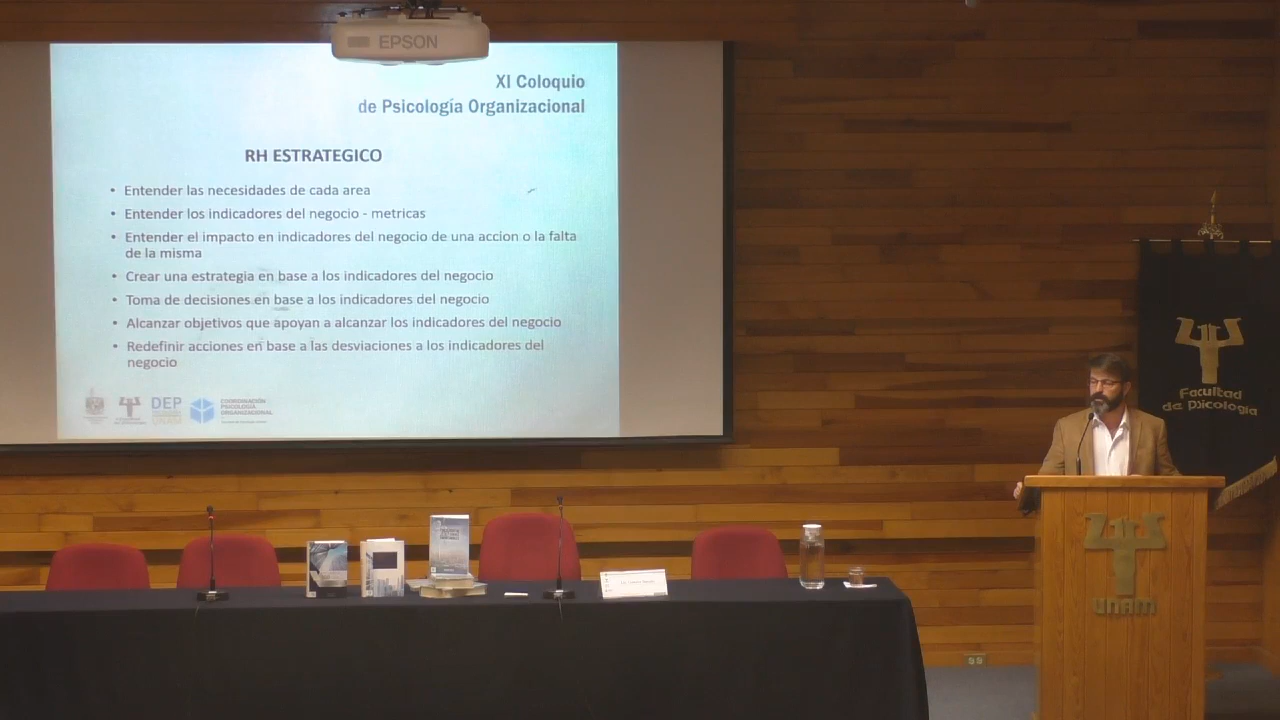 EPSON
XI Coloquio
de Psicología Organizacional
RH ESTRATEGICO
• Entender las necesidades de cada area
• Entender los indicadores del negocio - metricas
• Entender el impacto en indicadores del negocio de una accion o la falta
de la misma
• Crear una estrategia en base a los indicadores del negocio
• Toma de decisiones en base a los indicadores del negocio
• Alcanzar objetivos que apoyan a alcanzar los indicadores del negocio
• Redefinir acciones en base a las desviaciones a los indicadores del
negocio
DEP
COORDINACIÓN
PSICOLOGÍA
ORGANIZACIONAL
Facultad
de Psicología
UNAM